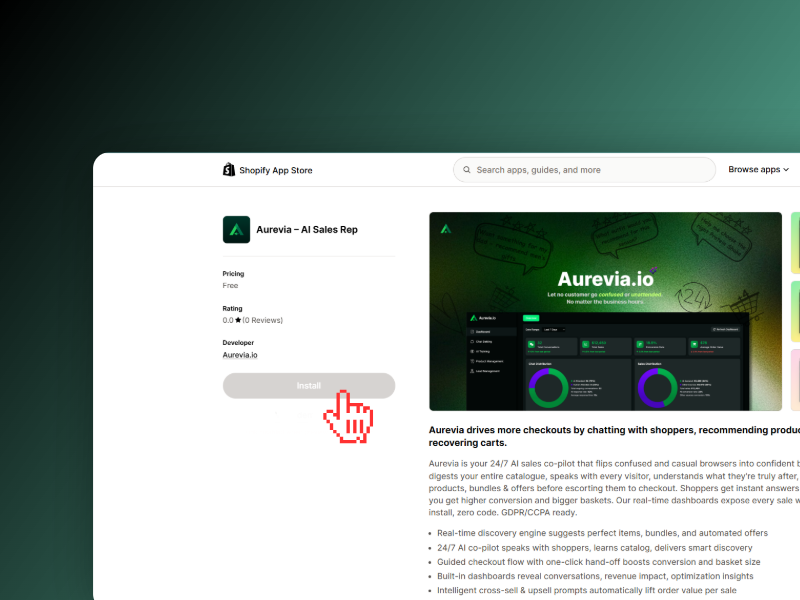 Shopify App Store
Search apps, guides, and more
Browse apps
Aurevia – AI Sales Rep
Pricing
Free
Rating
0.0★(0 Reviews)
Developer
Aurevia.io
Install
Aurevia.io
Let no customer go confused or unattended.
No matter the business hours.
24
Aurevia.io
Dashboard
Aurevia drives more checkouts by chatting with shoppers, recommending produc
recovering carts.
Aurevia is your 24/7 AI sales co-pilot that flips confused and casual browsers into confident b
digests your entire catalogue, speaks with every visitor, understands what they're truly after,
products, bundles & offers before escorting them to checkout. Shoppers get instant answers
you get higher conversion and bigger baskets. Our real-time dashboards expose every sale w
install, zero code. GDPR/CCPA ready.
• Real-time discovery engine suggests perfect items, bundles, and automated offers
• 24/7 AI co-pilot speaks with shoppers, learns catalog, delivers smart discovery
• Guided checkout flow with one-click hand-off boosts conversion and basket size
• Built-in dashboards reveal conversations, revenue impact, optimization insights
• Intelligent cross-sell & upsell prompts automatically lift order value per sale